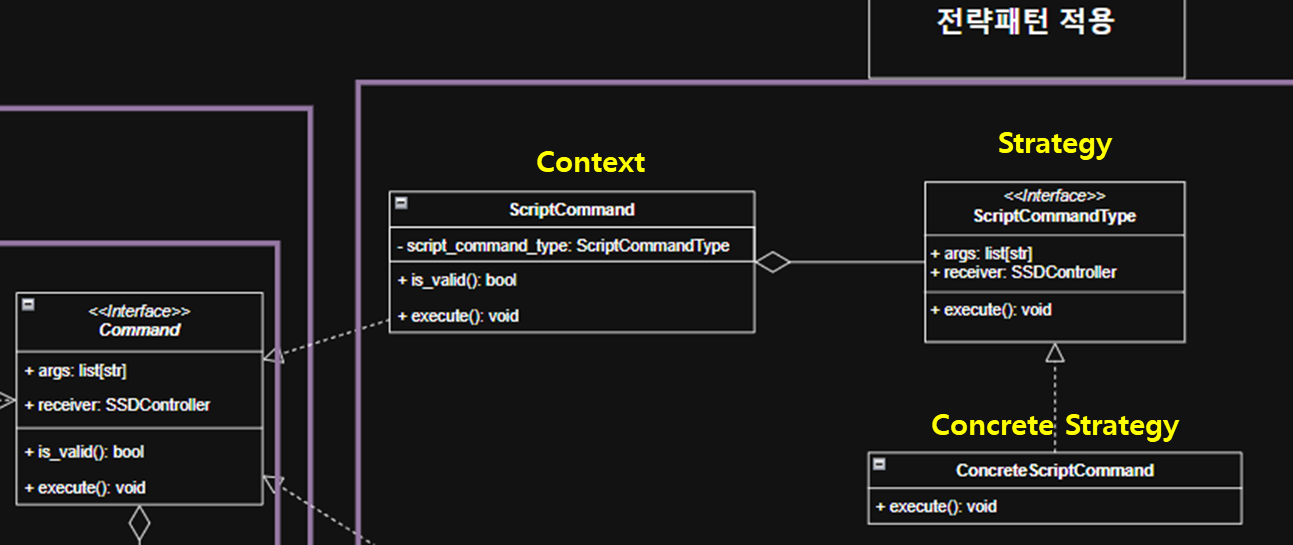 전략패턴 적용
Strategy
Context
<<Interface>>
ScriptCommandType
+ args: list[str]
+ receiver: SSDController
+ execute(): void
ScriptCommand
- script_command_type: ScriptCommandType
+ is_valid(): bool
+ execute(): void
<<Interface>>
Command
+ args: list[str]
+ receiver: SSDController
+ is_valid(): bool
+ execute(): void
Concrete Strategy
ConcreteScriptCommand
+ execute(): void